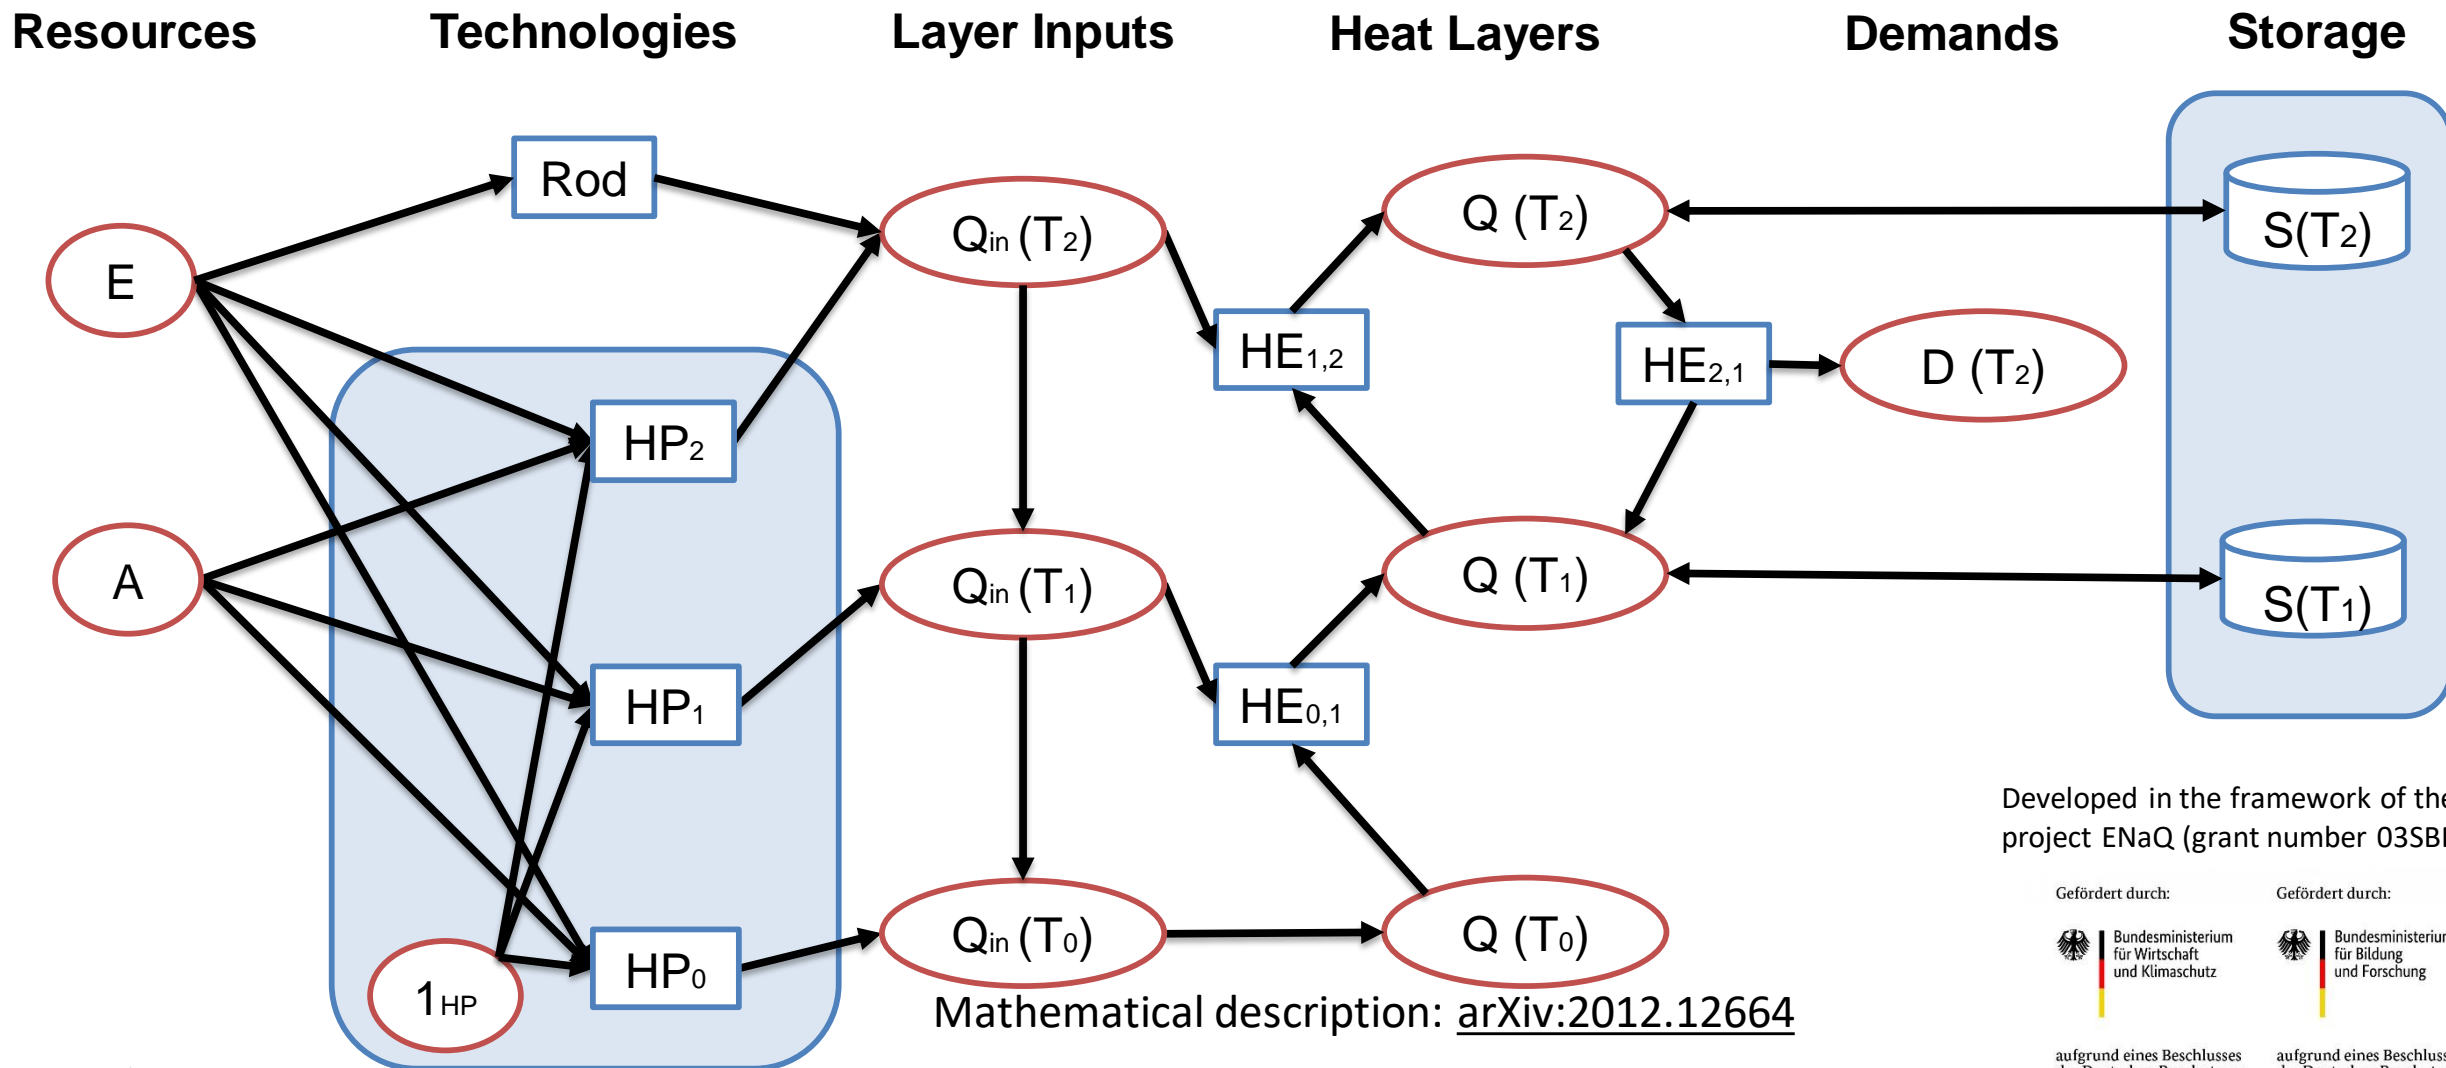 Resources Technologies Layer Inputs Heat Layers Demands Storage
Rod
E
A
HP2
HP1
HP0
1HP
Qin (T2)
Qin (T1)
Qin (T0)
HE1,2
HE0,1
Q (T2)
Q (T1)
Q (T0)
HE2,1
D (T2)
S(T2)
S(T1)
Mathematical description: arXiv:2012.12664
Developed in the framework of the
project ENaQ (grant number
Gefördert durch:
Bundesministerium
für Wirtschaft
und Klimaschutz
aufgrund eines Beschlusses
Gefördert durch:
Bundesministerium
für Bildung
und Forschung
aufgrund eines